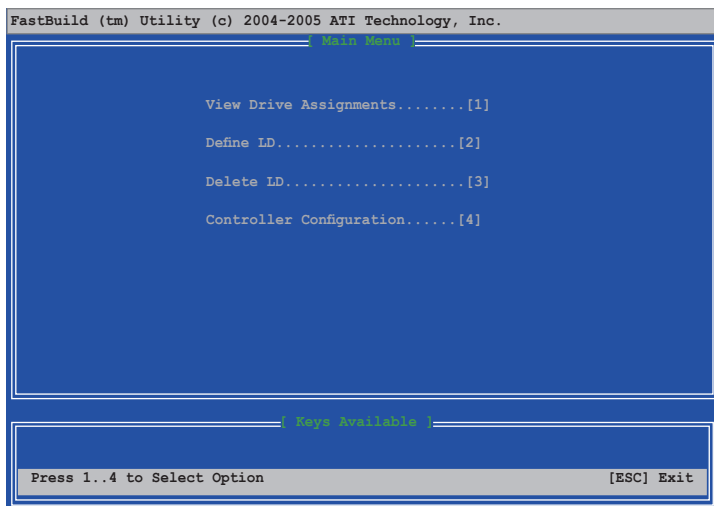 FastBuild (tm) Utility (c) 2004-2005 ATI Technology, Inc.
[ Main Menu ]
View Drive Assignments........[1]
Define LD.....................[2]
Delete LD.....................[3]
Controller Configuration......[4]
[ Keys Available ]
Press 1..4 to Select Option [ESC] Exit